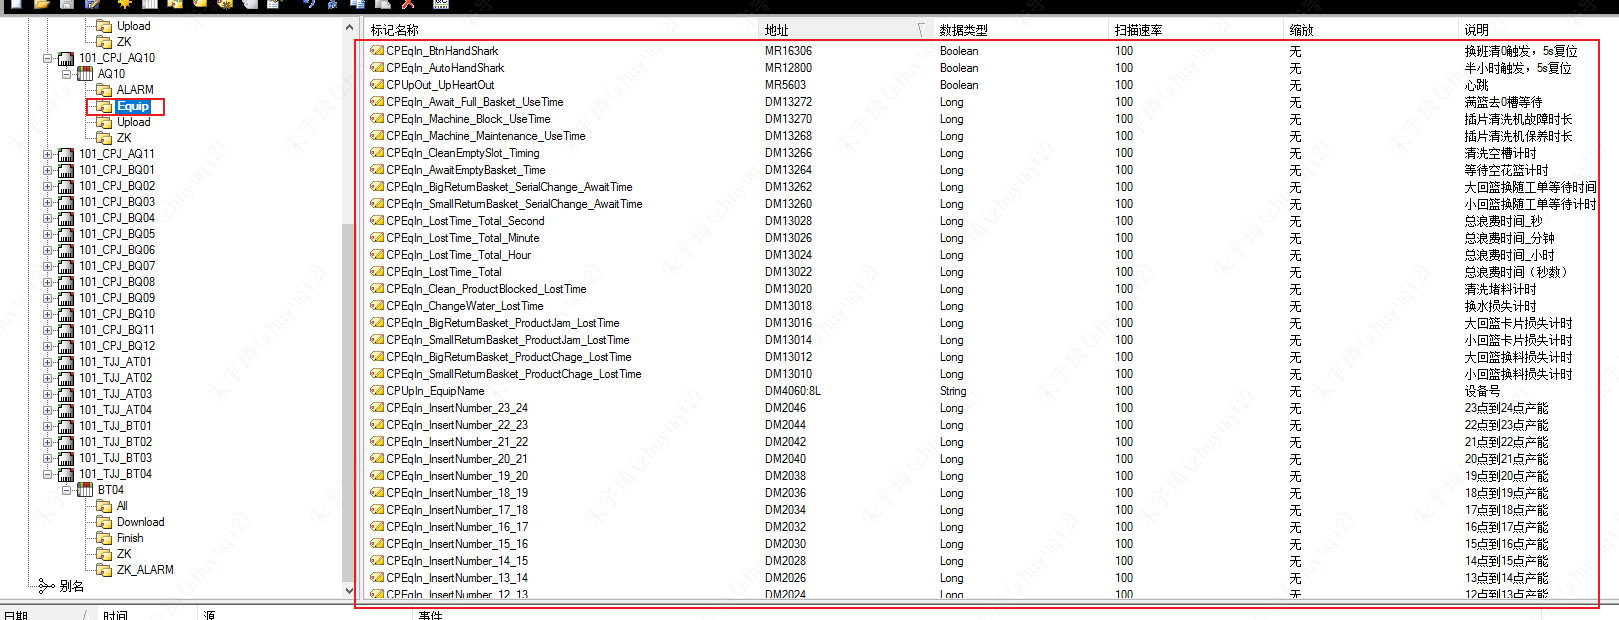 Upload
ZK
101_CPJ_AQ10
AQ10
ALARM
Equip
Upload
ZK
101_CPJ_AQ11
101_CPJ_BQ01
101_CPJ_BQ02
101_CPJ_BQ03
101_CPJ_BQ04
101_CPJ_BQ05
101_CPJ_BQ06
101_CPJ_BQ07
101_CPJ_BQ08
101_CPJ_BQ09
101_CPJ_BQ10
101_CPJ_BQ11
101_CPJ_BQ12
101_TJJ_AT01
101_TJJ_AT02
101_TJJ_AT03
101_TJJ_AT04
101_TJJ_BT01
101_TJJ_BT02
101_TJJ_BT03
101_TJJ_BT04
BT04
All
Download
Finish
ZK
ZK_ALARM
别名
标记名称 地址 数据类型 扫描速率 缩放 说明
CPEqIn_BtnHandShark MR16306 Boolean 100 无 换班清0触发，5s复位
CPEqIn_AutoHandShark MR12800 Boolean 100 无 半小时触发，5s复位
CPUpOut_UpHeartOut MR5603 Boolean 100 无 心跳
CPEqIn_Await_Full_Basket_UseTime DM13272 Long 100 无 满篮去0槽等待
CPEqIn_Machine_Block_UseTime DM13270 Long 100 无 插片清洗机故障时长
CPEqIn_Machine_Maintenance_UseTime DM13268 Long 100 无 插片清洗机保养时长
CPEqIn_CleanEmptySlot_Timing DM13266 Long 100 无 清洗空槽计时
CPEqIn_AwaitEmptyBasket_Time DM13264 Long 100 无 等待空花篮计时
CPEqIn_BigReturnBasket_SerialChange_AwaitTime DM13262 Long 100 无 大回篮换随工单等待时间
CPEqIn_SmallReturnBasket_SerialChange_AwaitTime DM13260 Long 100 无 小回篮换随工单等待计时
CPEqIn_LostTime_Total_Second DM13028 Long 100 无 总浪费时间_秒
CPEqIn_LostTime_Total_Minute DM13026 Long 100 无 总浪费时间_分钟
CPEqIn_LostTime_Total_Hour DM13024 Long 100 无 总浪费时间_小时
CPEqIn_LostTime_Total DM13022 Long 100 无 总浪费时间（秒数）
CPEqIn_Clean_ProductBlocked_LostTime DM13020 Long 100 无 清洗堵料计时
CPEqIn_ChangeWater_LostTime DM13018 Long 100 无 换水损失计时
CPEqIn_BigReturnBasket_ProductJam_LostTime DM13016 Long 100 无 大回篮卡片损失计时
CPEqIn_SmallReturnBasket_ProductJam_LostTime DM13014 Long 100 无 小回篮卡片损失计时
CPEqIn_BigReturnBasket_ProductChage_LostTime DM13012 Long 100 无 大回篮换料损失计时
CPEqIn_SmallReturnBasket_ProductChage_LostTime DM13010 Long 100 无 小回篮换料损失计时
CPUpIn_EquipName DM4060:8L String 100 无 设备号
CPEqIn_InsertNumber_23_24 DM2046 Long 100 无 23点到24点产能
CPEqIn_InsertNumber_22_23 DM2044 Long 100 无 22点到23点产能
CPEqIn_InsertNumber_21_22 DM2042 Long 100 无 21点到22点产能
CPEqIn_InsertNumber_20_21 DM2040 Long 100 无 20点到21点产能
CPEqIn_InsertNumber_19_20 DM2038 Long 100 无 19点到20点产能
CPEqIn_InsertNumber_18_19 DM2036 Long 100 无 18点到19点产能
CPEqIn_InsertNumber_17_18 DM2034 Long 100 无 17点到18点产能
CPEqIn_InsertNumber_16_17 DM2032 Long 100 无 16点到17点产能
CPEqIn_InsertNumber_15_16 DM2030 Long 100 无 15点到16点产能
CPEqIn_InsertNumber_14_15 DM2028 Long 100 无 14点到15点产能
CPEqIn_InsertNumber_13_14 DM2026 Long 100 无 13点到14点产能
CPEqIn_InsertNumber_12_13 DM2024 Long 100 无 12点到13点产能
日期 时间 源 事件
朱宇琦(zhuyuqi2)